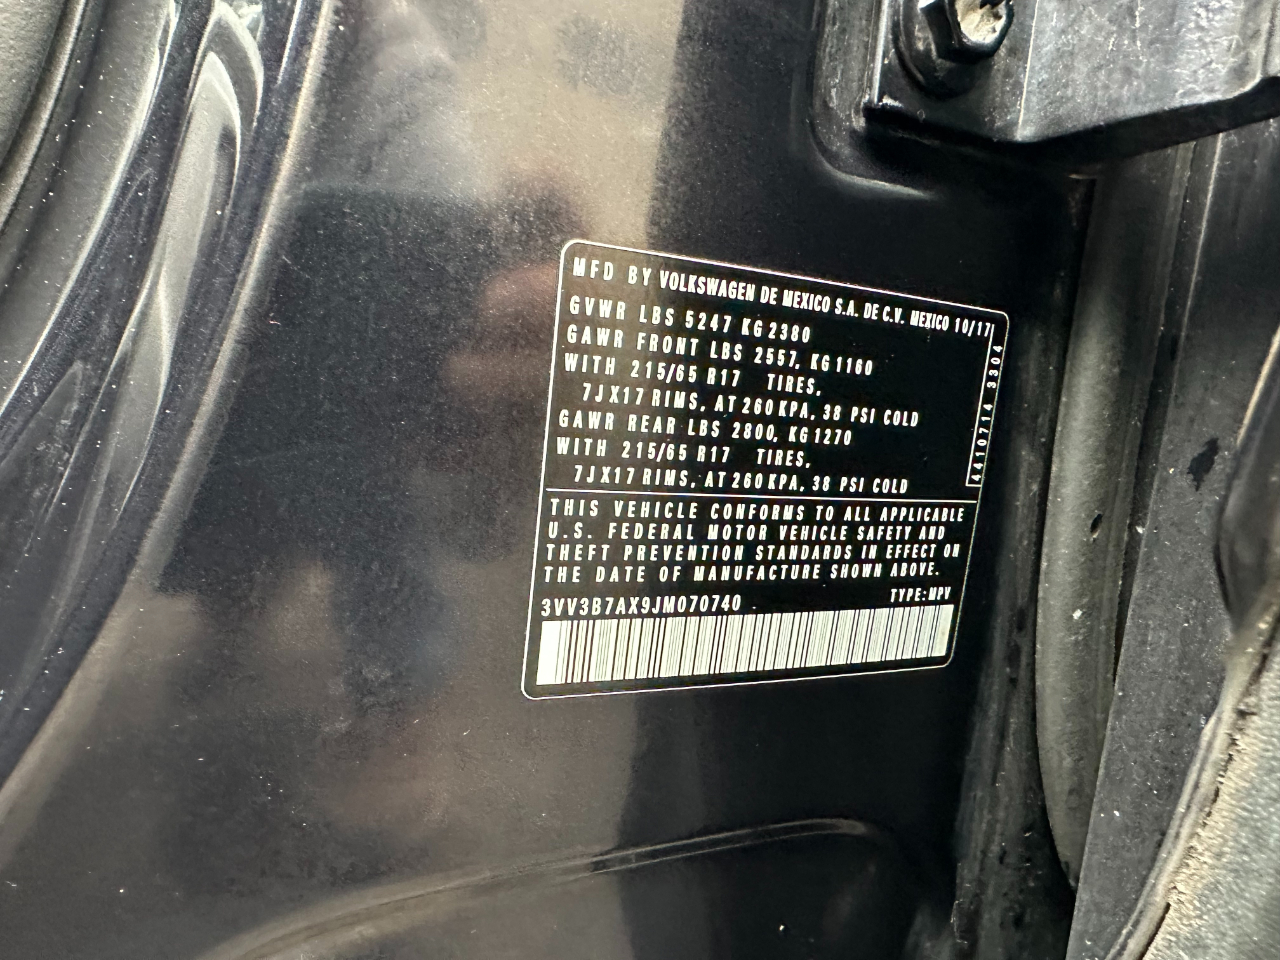 MFD BY VOLKSWAGEN DE MEXICO S.A. DE C.V. MEXICO 10/17
GVWR LBS 5247 KG 2380
GAWR FRONT LBS 2557, KG 1160
WITH 215/65 R17 TIRES,
7JX17 RIMS, AT 260 KPA, 38 PSI COLD
GAWR REAR LBS 2800, KG 1270
WITH 215/65 R17 TIRES,
7JX17 RIMS, AT 260 KPA, 38 PSI COLD
4410714 3304
THIS VEHICLE CONFORMS TO ALL APPLICABLE
U.S. FEDERAL MOTOR VEHICLE SAFETY AND
THEFT PREVENTION STANDARDS IN EFFECT ON
THE DATE OF MANUFACTURE SHOWN ABOVE.
3VV3B7AX9JM070740 TYPE: MPV